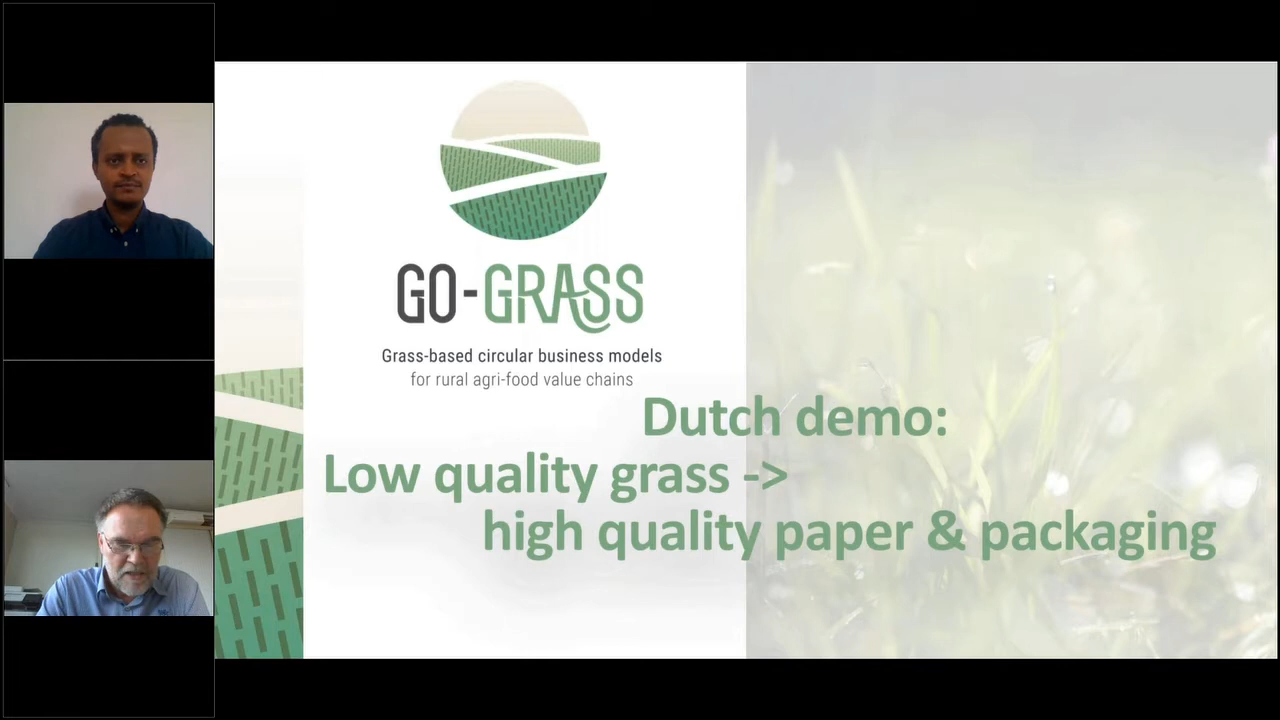 GO-GRASS
Grass-based circular business models
for rural agri-food value chains
Dutch demo:
Low quality grass ->
high quality paper & packaging